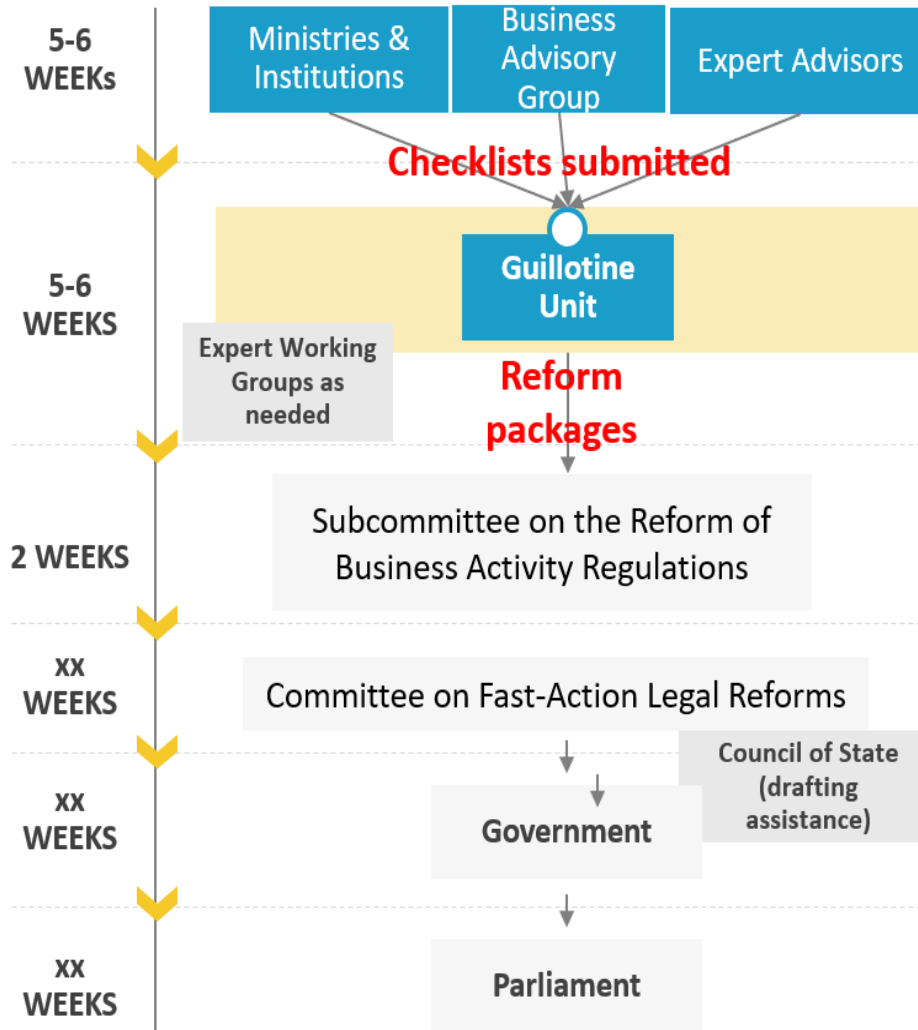 5-6
WEEKs
Ministries &
Institutions
Business
Advisory
Group
Expert Advisors
Checklists submitted
5-6
WEEKS
Guillotine
Unit
Expert Working
Groups as
needed
Reform
packages
2 WEEKS
Subcommittee on the Reform of
Business Activity Regulations
xx
WEEKS
Committee on Fast-Action Legal Reforms
Council of State
(drafting
assistance)
xx
WEEKS
Government
xx
WEEKS
Parliament